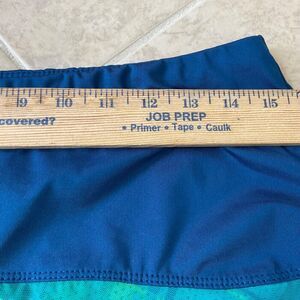 9 10 11 12 13 14 15
covered?
JOB PREP
• Primer • Tape • Caulk